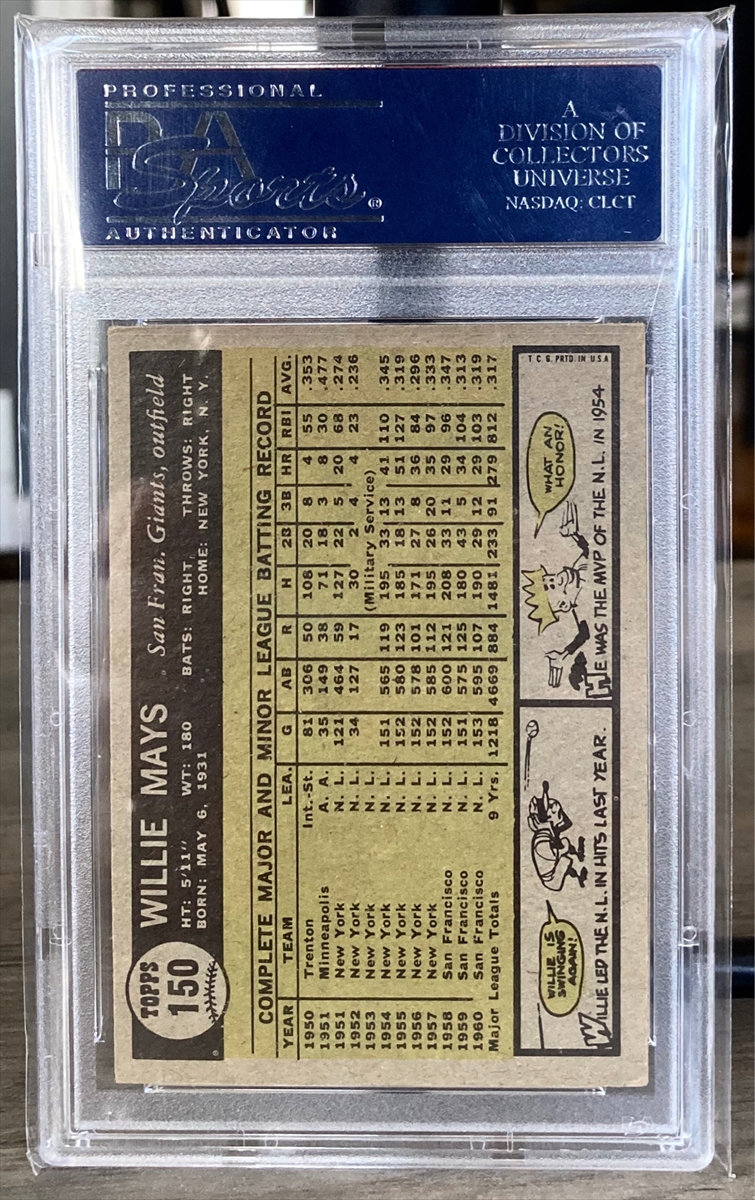 PROFESSIONAL
PSA
Sports®
AUTHENTICATOR
A
DIVISION OF
COLLECTORS
UNIVERSE
NASDAQ: CLCT
TOPPS
150
WILLIE MAYS San Fran. Giants, outfield
HT: 5'11" WT: 180 BATS: RIGHT THROWS: RIGHT
BORN: MAY 6, 1931 HOME: NEW YORK, N. Y.
COMPLETE MAJOR AND MINOR LEAGUE BATTING RECORD
YEAR TEAM LEA. G AB R H 2B 3B HR RBI AVG.
1950 Trenton Int.-St. 81 306 50 108 20 8 4 55 .353
1951 Minneapolis A. A. 35 149 38 71 18 3 8 30 .477
1951 New York N. L. 121 464 59 127 22 5 20 68 .274
1952 New York N. L. 34 127 17 30 2 4 4 23 .236
1953 New York N. L. (Military Service)
1954 New York N. L. 151 565 119 195 33 13 41 110 .345
1955 New York N. L. 152 580 123 185 18 13 51 127 .319
1956 New York N. L. 152 578 101 171 27 8 36 84 .296
1957 New York N. L. 152 585 112 195 26 20 35 97 .333
1958 San Francisco N. L. 152 600 121 208 33 11 29 96 .347
1959 San Francisco N. L. 151 575 125 180 43 5 34 104 .313
1960 San Francisco N. L. 153 595 107 190 29 12 29 103 .319
Major League Totals 9 Yrs. 1218 4669 884 1481 233 91 279 812 .317
WILLIE IS
SWINGING
AGAIN!
WILLIE LED THE N.L. IN HITS LAST YEAR.
T. C. G. PRTD. IN U.S.A.
WHAT AN
HONOR!
HE WAS THE MVP OF THE N.L. IN 1954